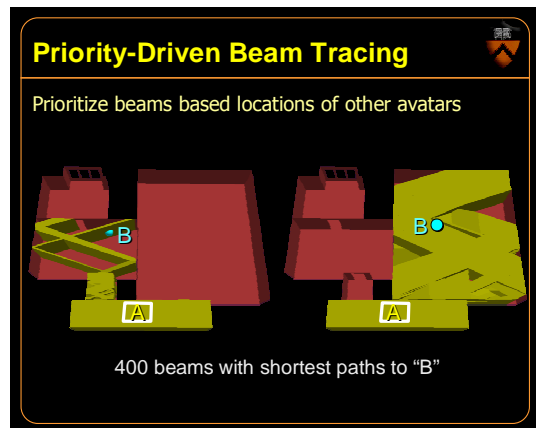 Priority-Driven Beam Tracing
Prioritize beams based locations of other avatars
B
B
A
A
400 beams with shortest paths to “B”